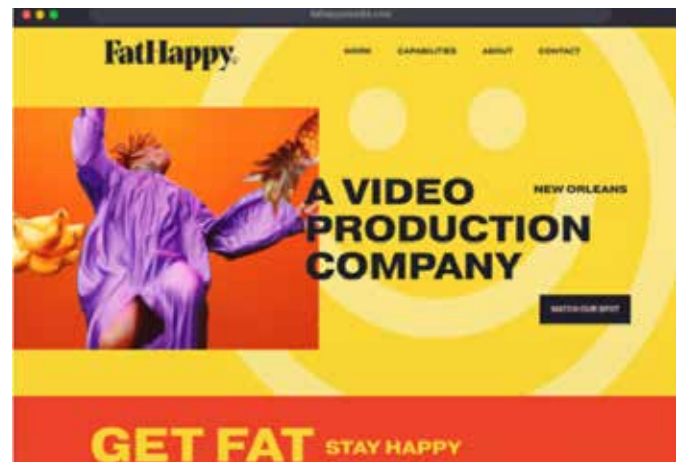 FatHappy.
WORK CAPABILITIES ABOUT CONTACT
A VIDEO
PRODUCTION
COMPANY
NEW ORLEANS
WATCH OUR SPOT
GET FAT STAY HAPPY